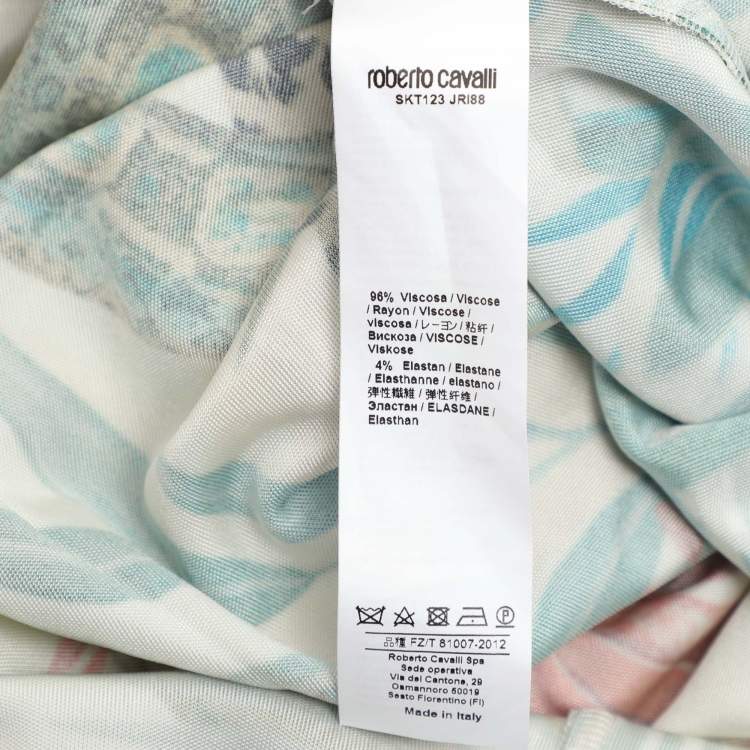 roberto cavalli
SKT123 JRI88
96% Viscosa / Viscose
/ Rayon / Viscose /
viscosa / レーヨン / 粘纤 /
Вискоза / VISCOSE /
Viskose
4% Elastan / Elastane
/ Elasthanne / elastano /
弹性纖維 / 弹性纤维 /
Эластан / ELASDANE /
Elasthan
P
品種 FZ/T 81007-2012
Roberto Cavalli Spa
Sede operativa
Via del Cantone, 29
Osmannoro 50019
Sesto Fiorentino (FI)
Made in Italy